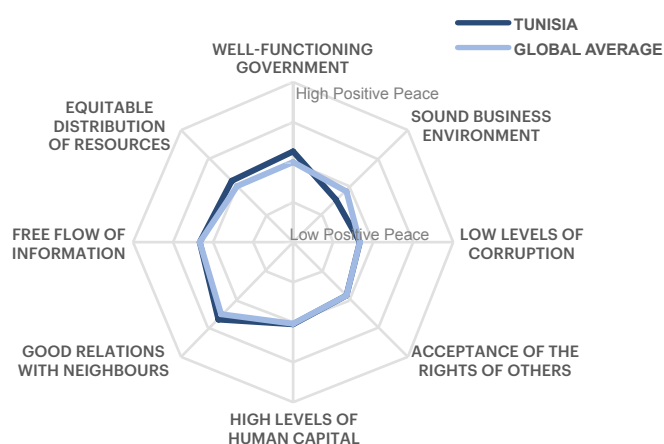 TUNISIA
GLOBAL AVERAGE
WELL-FUNCTIONING
GOVERNMENT
High Positive Peace
EQUITABLE
DISTRIBUTION
OF RESOURCES
SOUND BUSINESS
ENVIRONMENT
FREE FLOW OF
INFORMATION
Low Positive Peace
LOW LEVELS OF
CORRUPTION
GOOD RELATIONS
WITH NEIGHBOURS
ACCEPTANCE OF THE
RIGHTS OF OTHERS
HIGH LEVELS OF
HUMAN CAPITAL